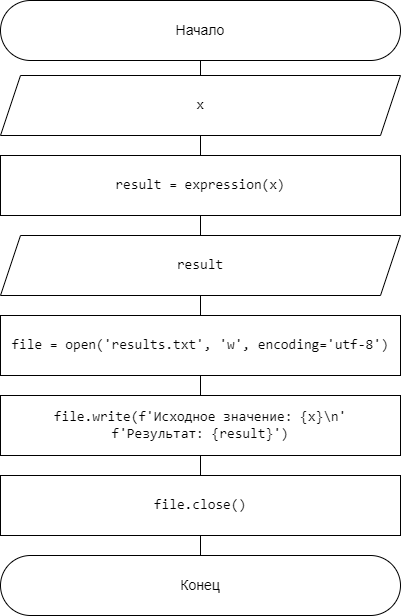 Начало
x
result = expression(x)
result
file = open('results.txt', 'w', encoding='utf-8')
file.write(f'Исходное значение: {x}\n'
f'Результат: {result}')
file.close()
Конец